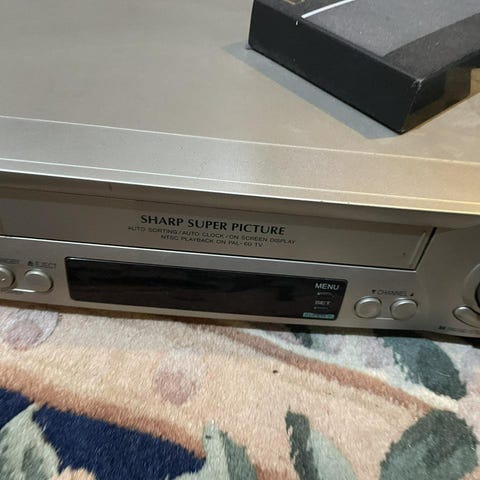 SHARP SUPER PICTURE
AUTO SORTING/AUTO CLOCK/ON SCREEN DISPLAY
NTSC PLAYBACK ON PAL-60 TV
EJECT
MENU
SET
CHANNEL